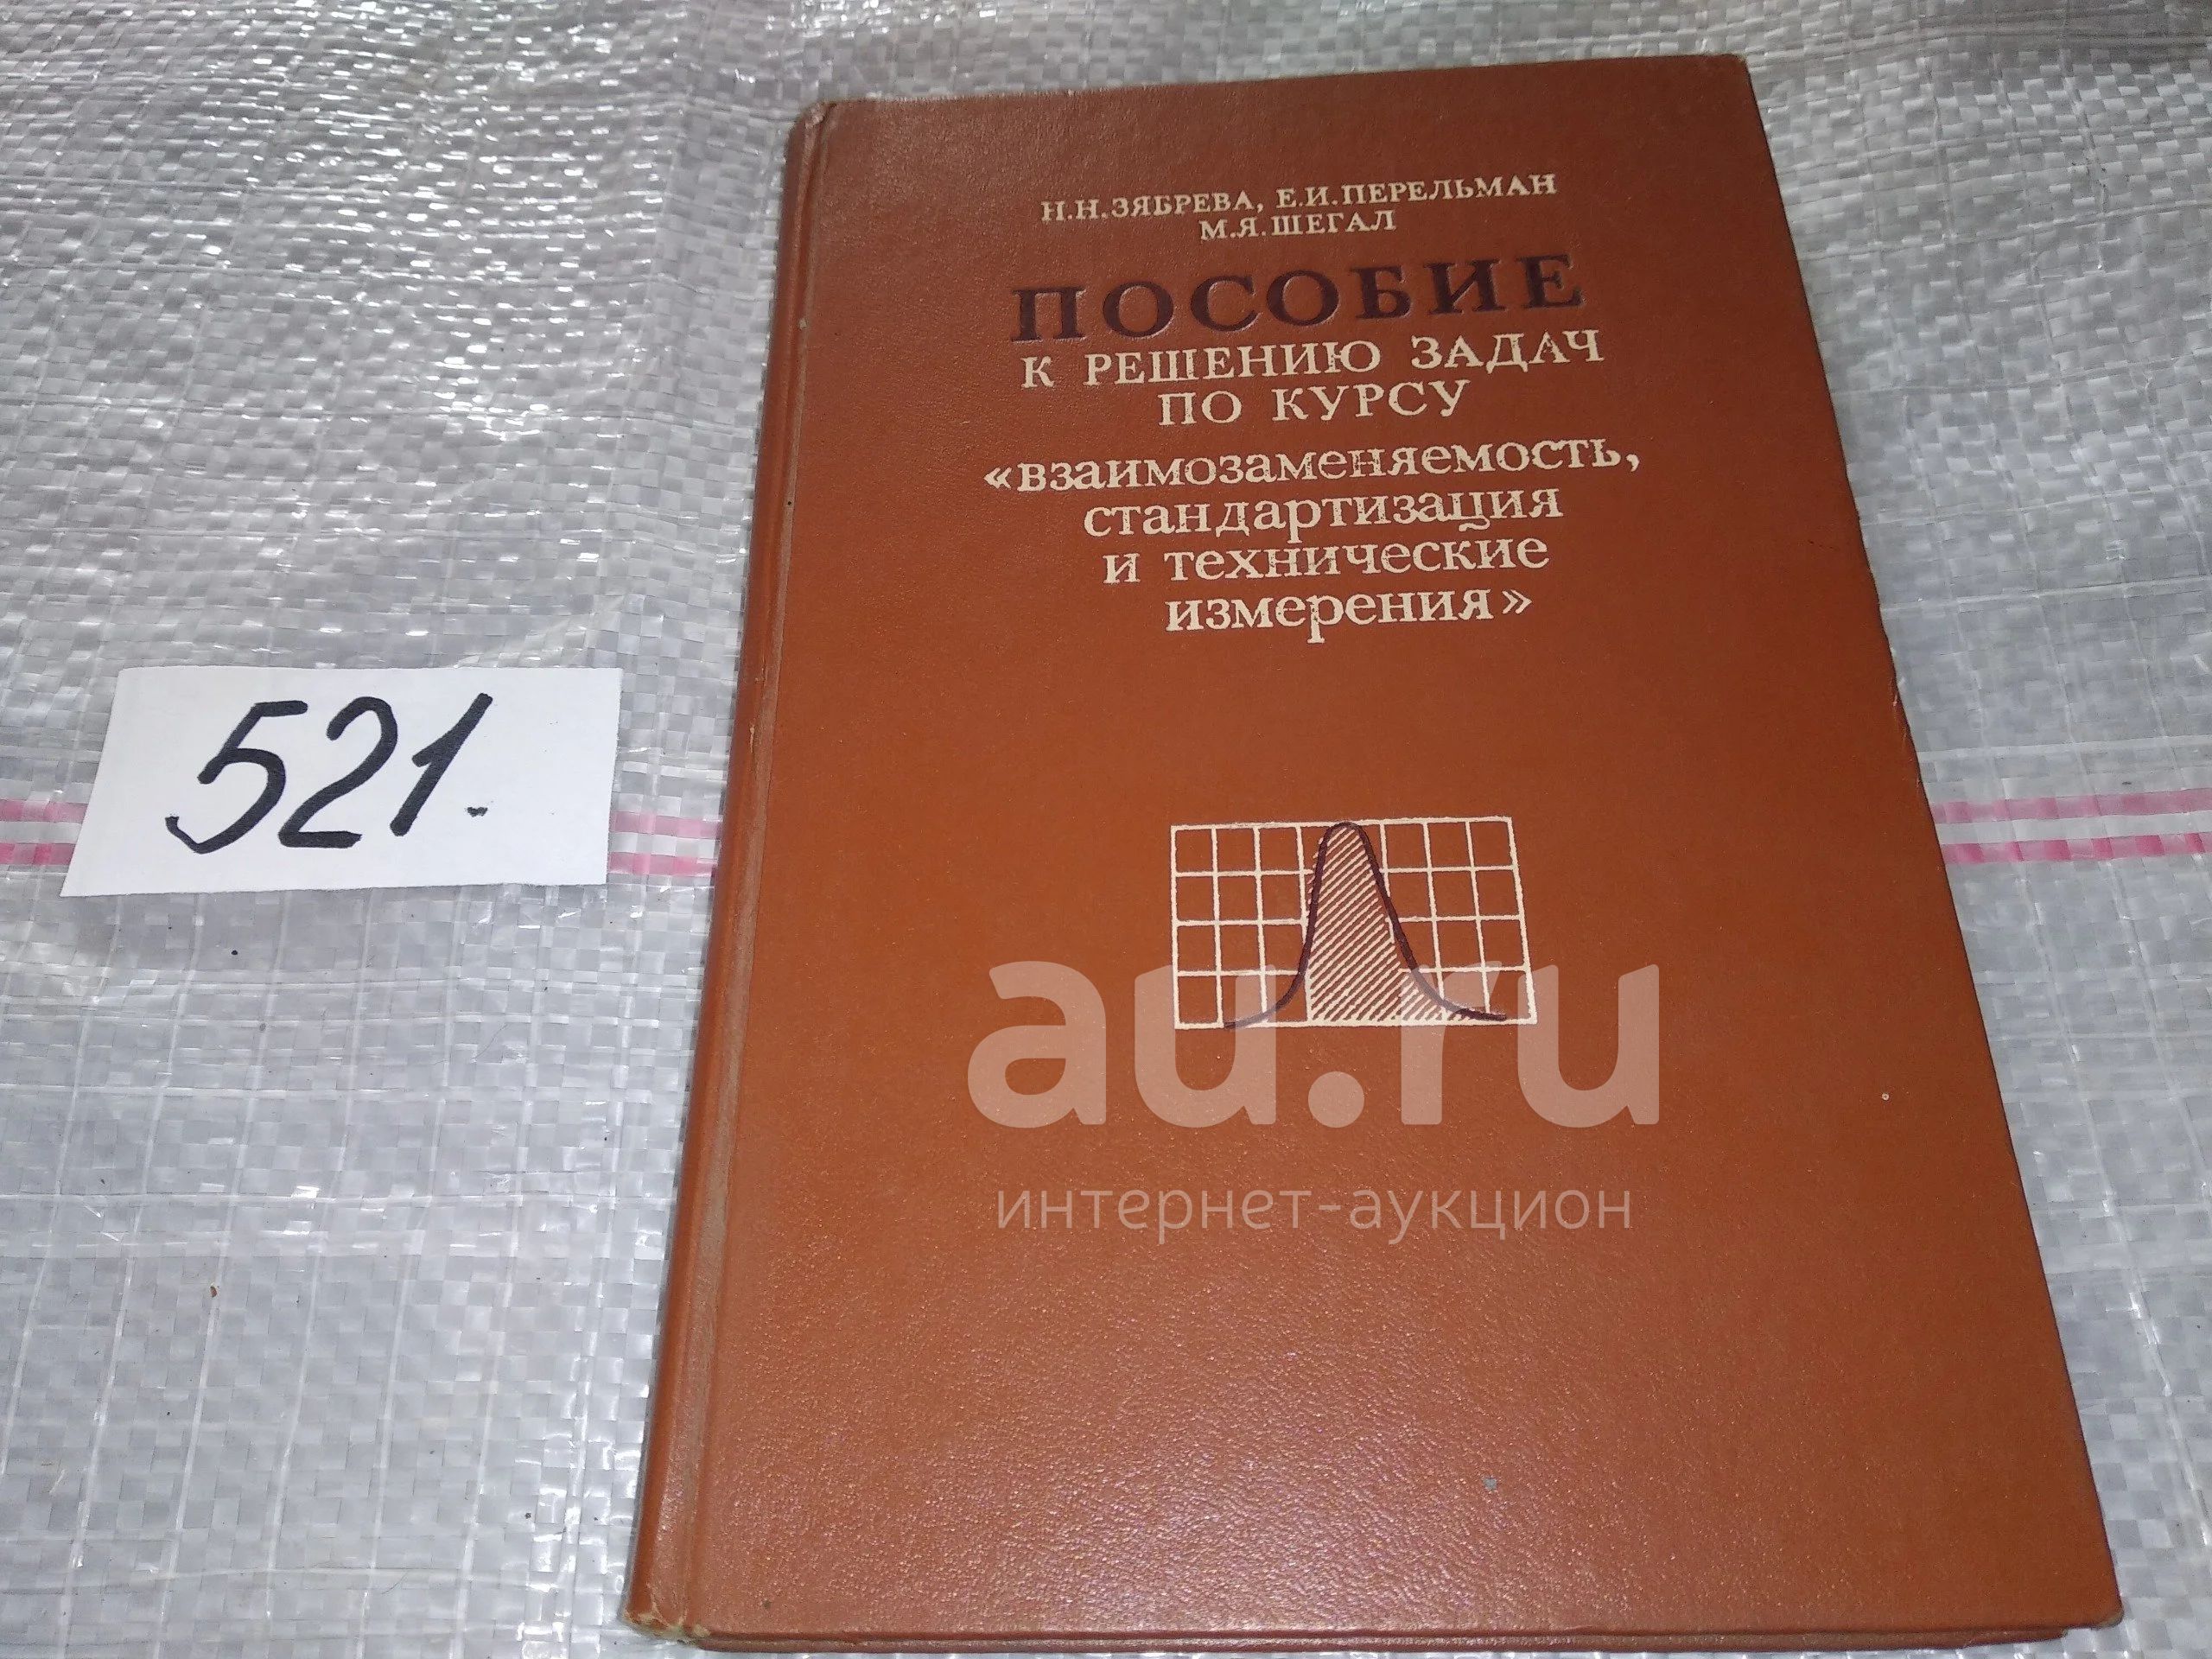 Н.Н.ЗЯБРЕВА, Е.И.ПЕРЕЛЬМАН
М.Я.ШЕГАЛ
ПОСОБИЕ
К РЕШЕНИЮ ЗАДАЧ
ПО КУРСУ
«взаимозаменяемость,
стандартизация
и технические
измерения»
521.
au.ru
интернет-аукцион